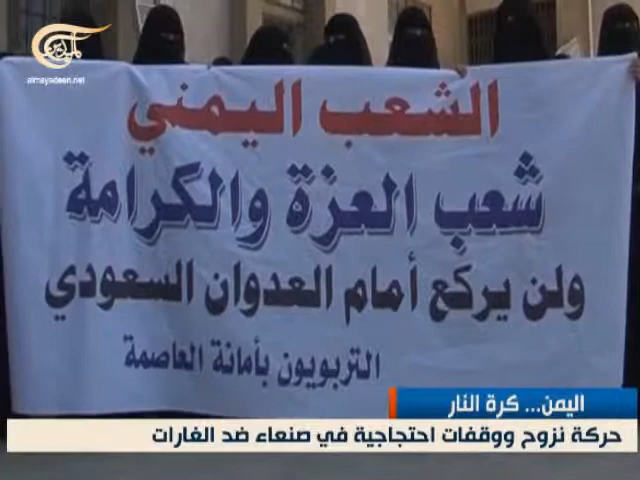 الميادين
almayadeen.net
الشعب اليمني
شعب العزة والكرامة
ولن يركع أمام العدوان السعودي
التربويون بأمانة العاصمة
اليمن... كرة النار
حركة نزوح ووقفات احتجاجية في صنعاء ضد الغارات